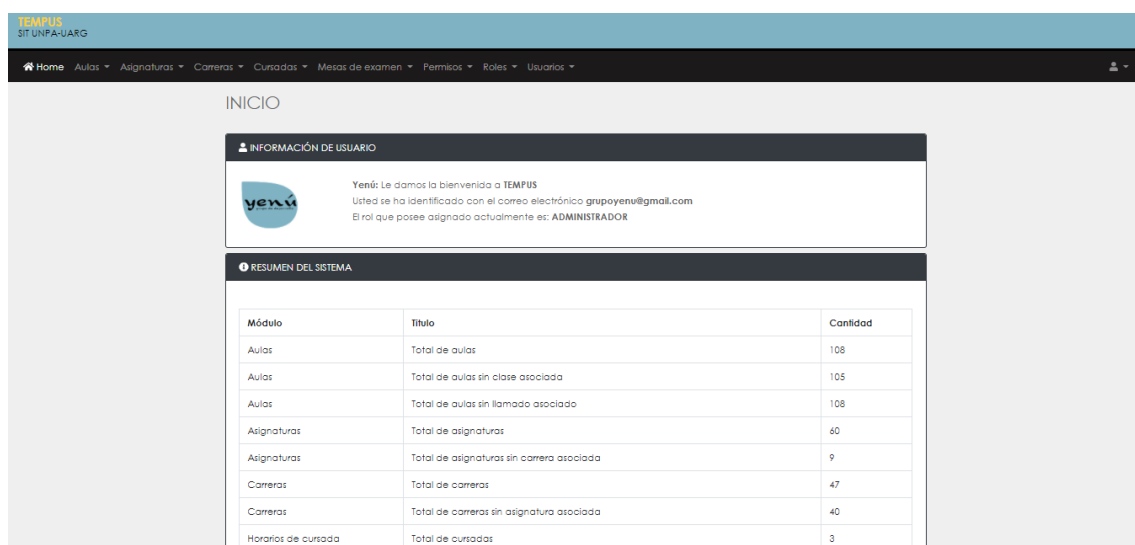 TEMPUS
SIT UNPA-UARG
Home Aulas Asignaturas Carreras Cursadas Mesas de examen Permisos Roles Usuarios
INICIO
INFORMACIÓN DE USUARIO
yenú
Yenú: Le damos la bienvenida a TEMPUS
Usted se ha identificado con el correo electrónico grupoyenu@gmail.com
El rol que posee asignado actualmente es: ADMINISTRADOR
RESUMEN DEL SISTEMA
Módulo Título Cantidad
Aulas Total de aulas 108
Aulas Total de aulas sin clase asociada 105
Aulas Total de aulas sin llamado asociado 108
Asignaturas Total de asignaturas 60
Asignaturas Total de asignaturas sin carrera asociada 9
Carreras Total de carreras 47
Carreras Total de carreras sin asignatura asociada 40
Horarios de cursada Total de cursadas 3